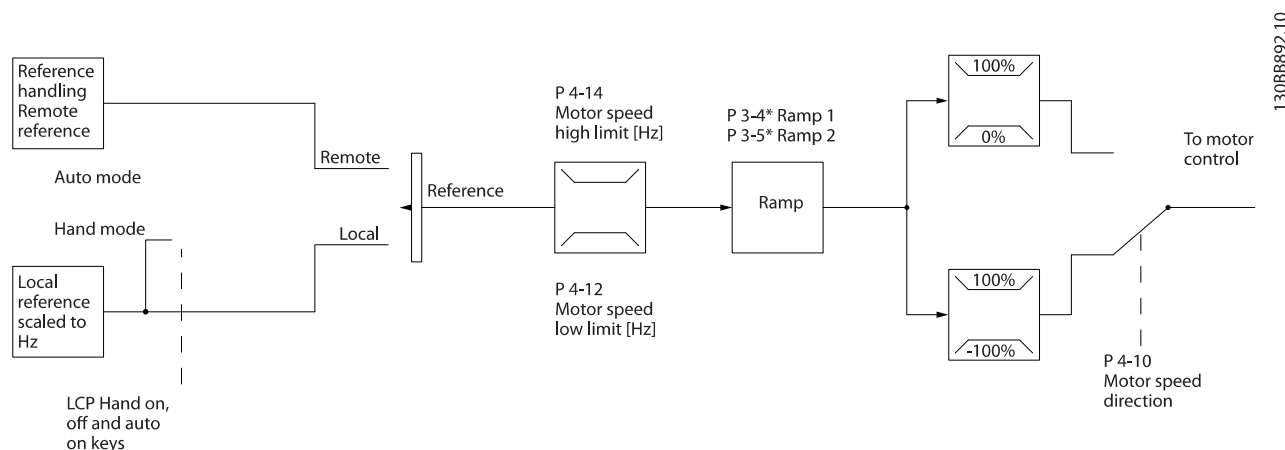 Reference
handling
Remote
reference
Auto mode
Hand mode
Local
reference
scaled to
Hz
LCP Hand on,
off and auto
on keys
Remote
Local
Reference
P 4-14
Motor speed
high limit [Hz]
P 4-12
Motor speed
low limit [Hz]
P 3-4* Ramp 1
P 3-5* Ramp 2
Ramp
100%
0%
100%
-100%
To motor
control
P 4-10
Motor speed
direction
130BB892.10